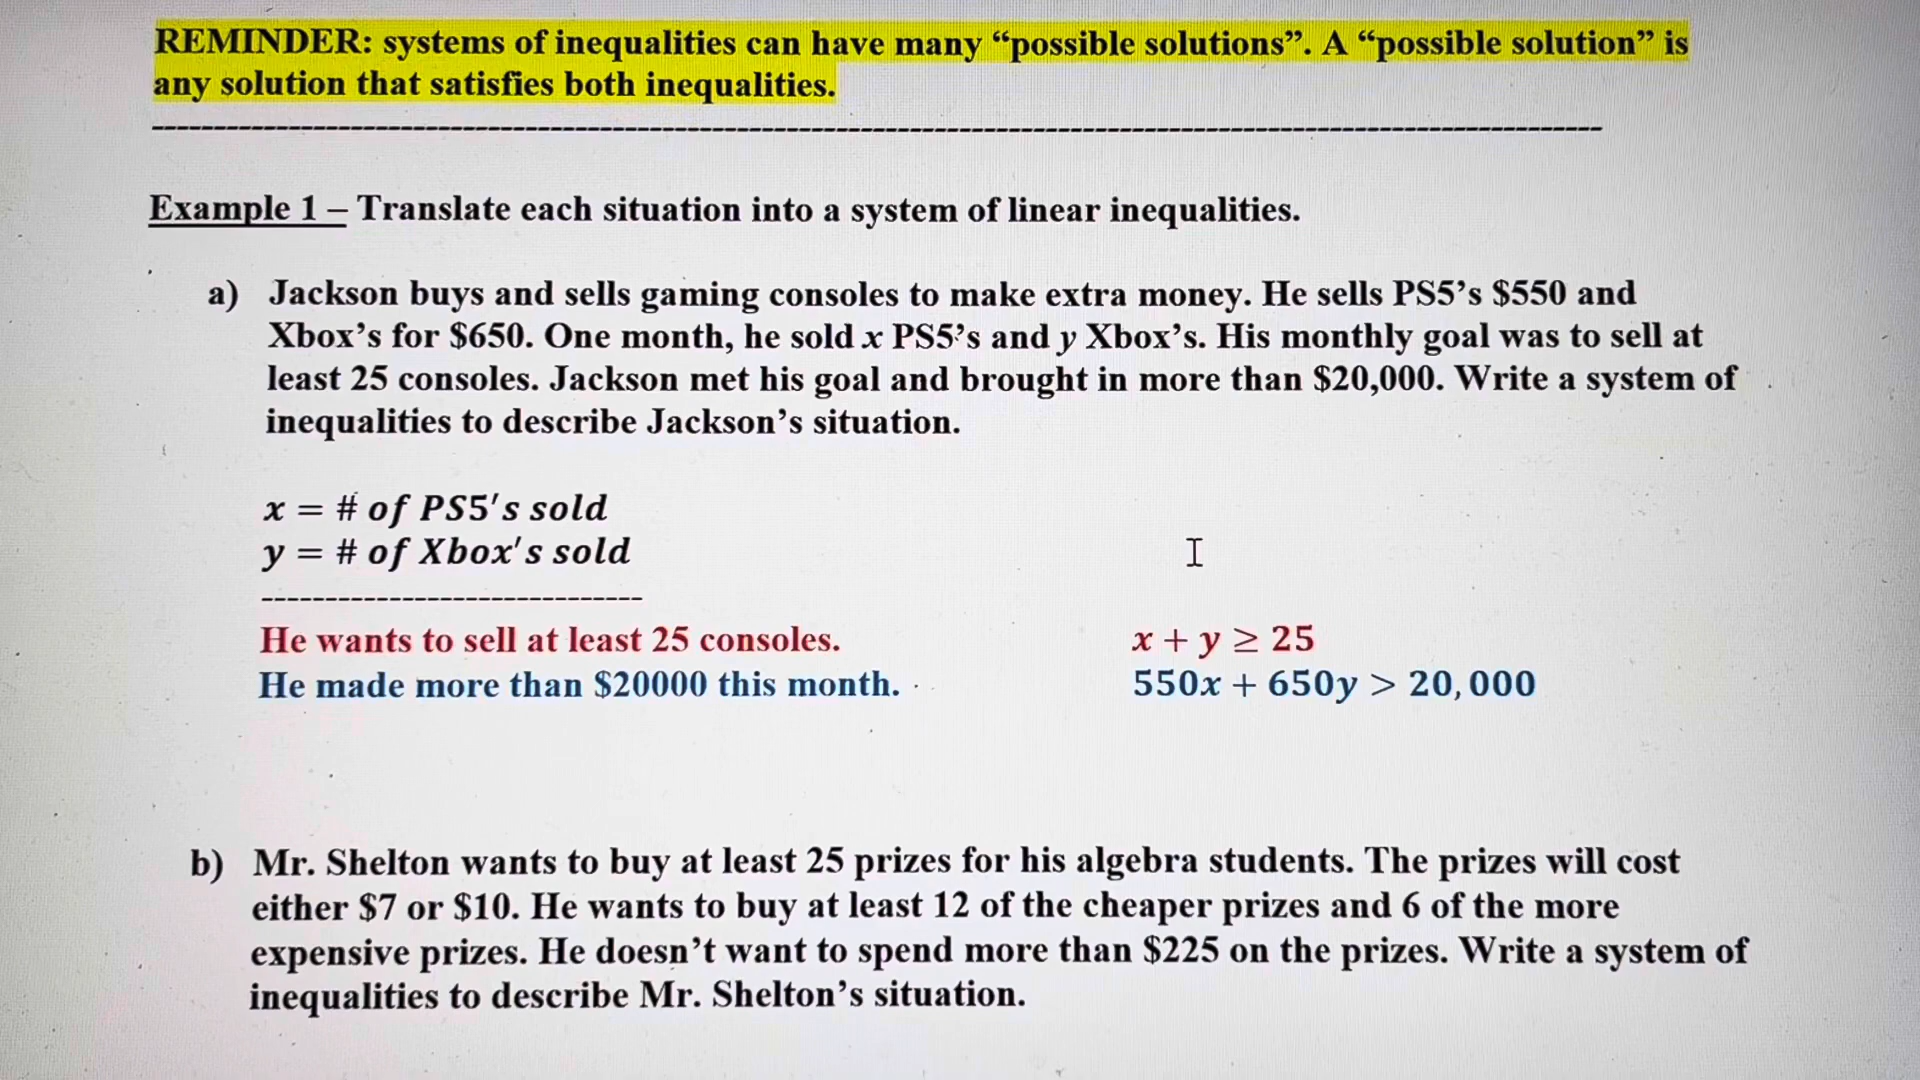 REMINDER: systems of inequalities can have many “possible solutions”. A “possible solution” is
any solution that satisfies both inequalities.
Example 1 – Translate each situation into a system of linear inequalities.
a) Jackson buys and sells gaming consoles to make extra money. He sells PS5’s $550 and
Xbox’s for $650. One month, he sold x PS5’s and y Xbox’s. His monthly goal was to sell at
least 25 consoles. Jackson met his goal and brought in more than $20,000. Write a system of
inequalities to describe Jackson’s situation.
x = # of PS5's sold
y = # of Xbox's sold
He wants to sell at least 25 consoles. x + y ≥ 25
He made more than $20000 this month. 550x + 650y > 20,000
b) Mr. Shelton wants to buy at least 25 prizes for his algebra students. The prizes will cost
either $7 or $10. He wants to buy at least 12 of the cheaper prizes and 6 of the more
expensive prizes. He doesn’t want to spend more than $225 on the prizes. Write a system of
inequalities to describe Mr. Shelton’s situation.